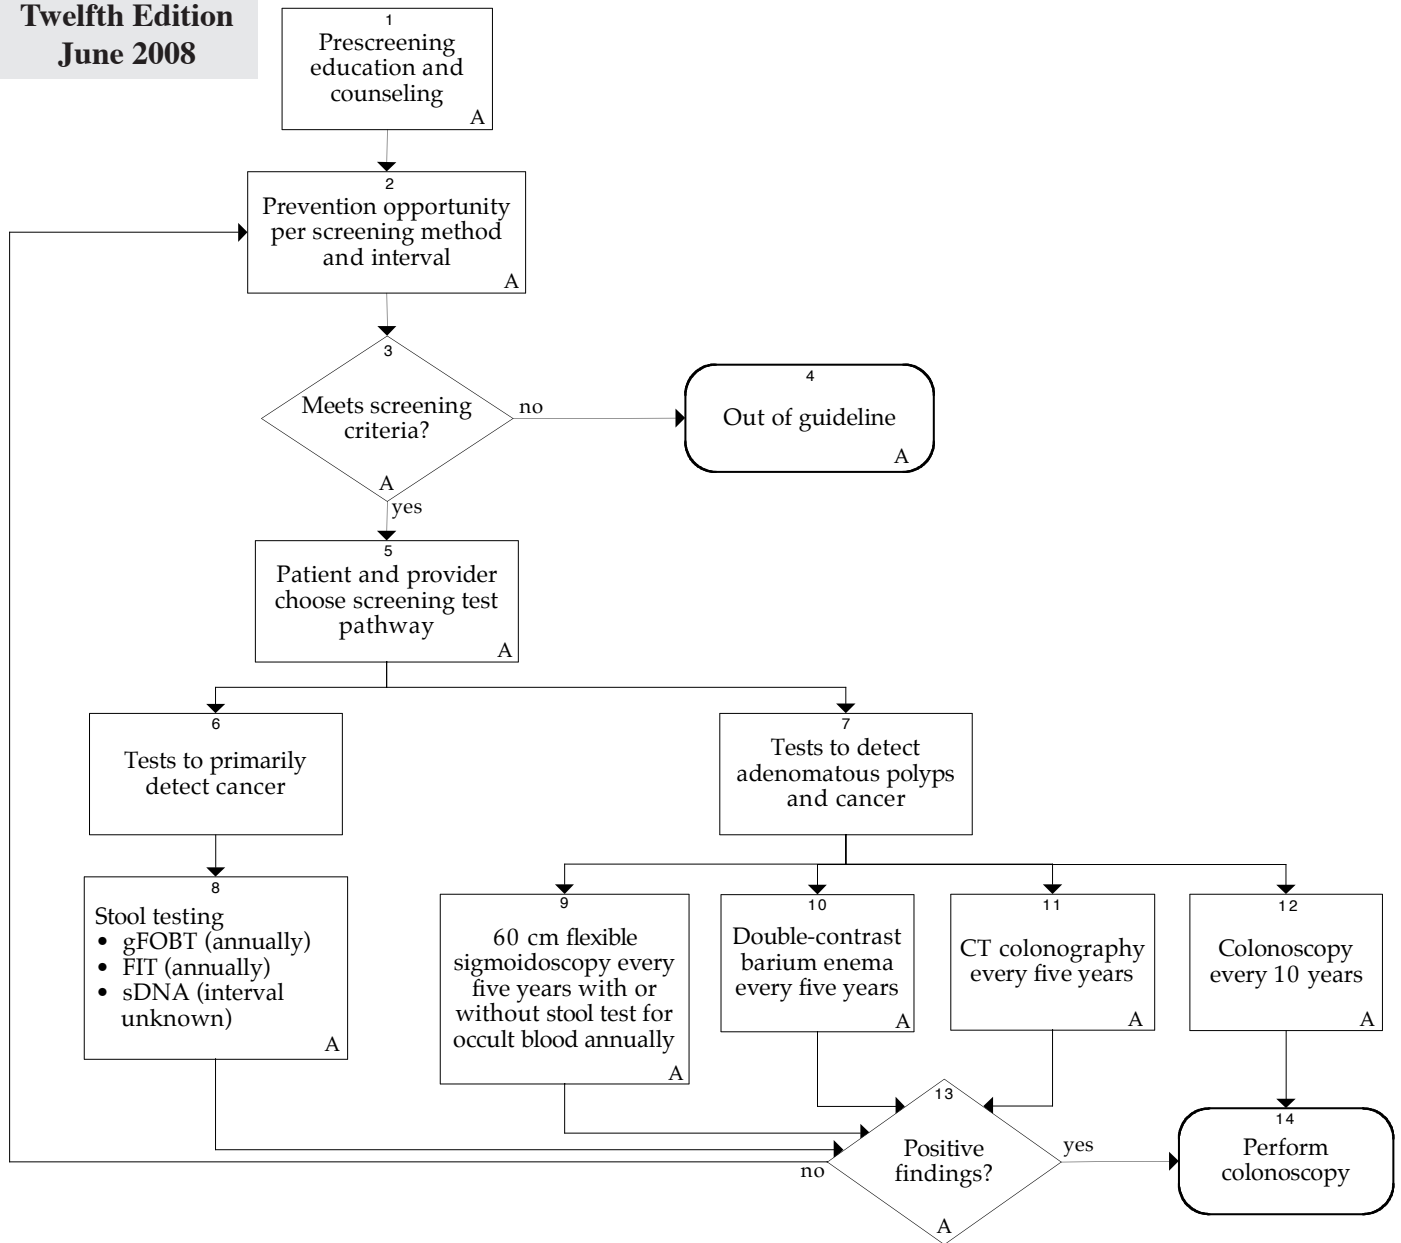 Twelfth Edition
June 2008
1
Prescreening
education and
counseling
A
2
Prevention opportunity
per screening method
and interval
A
3
Meets screening
criteria?
A
no
4
Out of guideline
A
yes
5
Patient and provider
choose screening test
pathway
A
6
Tests to primarily
detect cancer
7
Tests to detect
adenomatous polyps
and cancer
8
Stool testing
• gFOBT (annually)
• FIT (annually)
• sDNA (interval
unknown)
A
9
60 cm flexible
sigmoidoscopy every
five years with or
without stool test for
occult blood annually
A
10
Double-contrast
barium enema
every five years
A
11
CT colonography
every five years
A
12
Colonoscopy
every 10 years
A
13
Positive
findings?
A
no
yes
14
Perform
colonoscopy